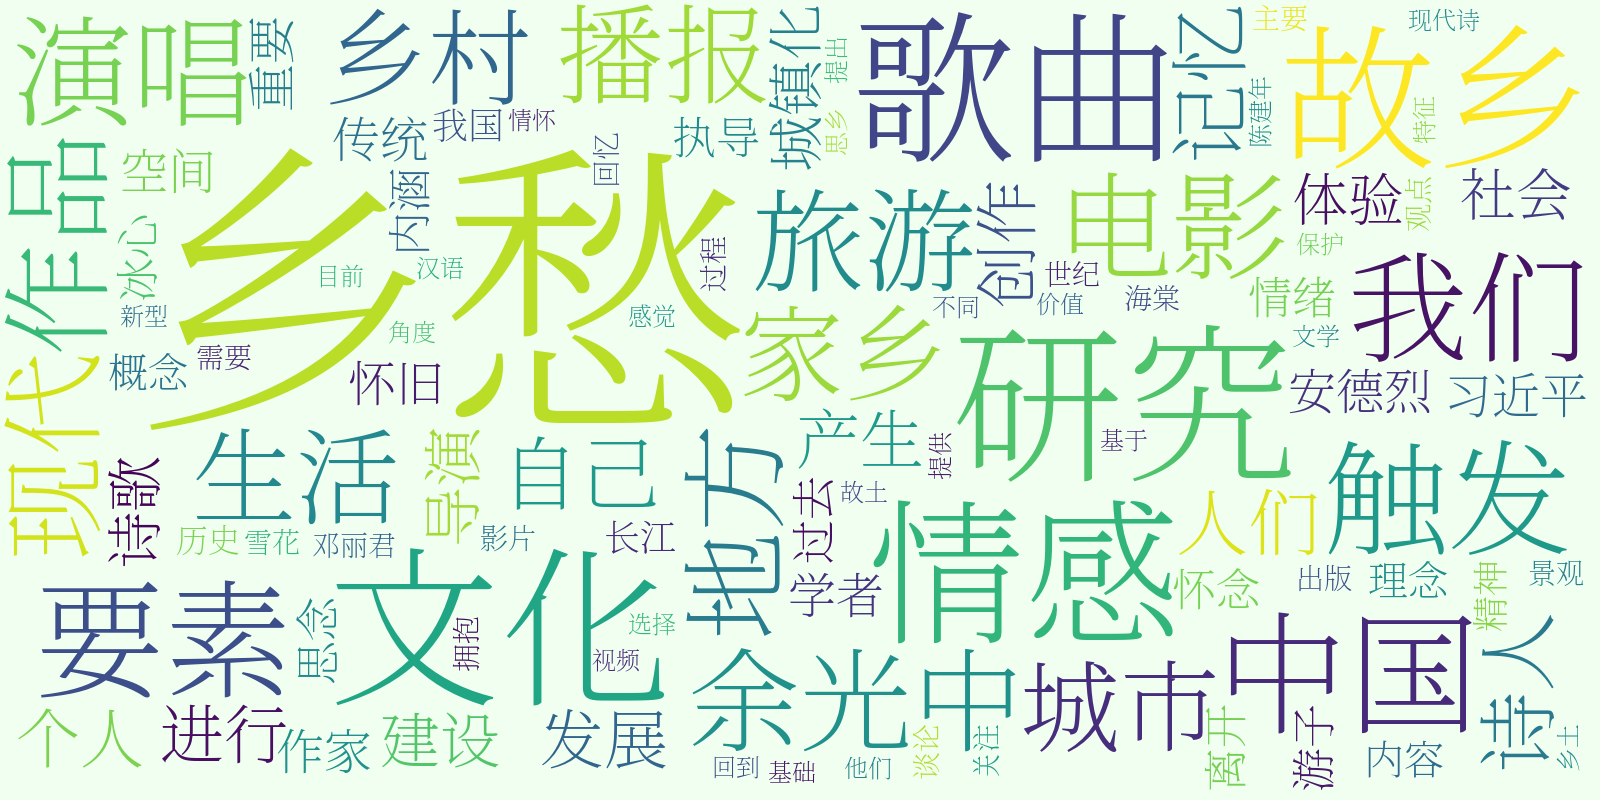 演唱
重要
乡村
播报
城镇化
提出
歌曲
记忆
主要
现代诗
故乡
陈建年
特征
传统
我国
情怀
执导
思乡
作品
空间
冰心
内涵
回忆
乡愁
旅游
创作
电影
体验
观点
社会
目前
汉语
过程
世纪
保护
我们
新型
感觉
不同
价值
海棠
情绪
文学
角度
家乡
研究
现代
概念
需要
怀旧
安德烈
习近平
生活
导演
自己
地方
产生
提供
基于
触发
诗歌
历史
雪花
邓丽君
影片
长江
过去
故土
情感
人们
要素
思念
文化
拥抱
选择
视频
学者
怀念
出版
理念
精神
景观
余光中
城市
中国
诗人
个人
进行
作家
建设
发展
回到
基础
他们
谈论
关注
离开
游子
内容
乡土